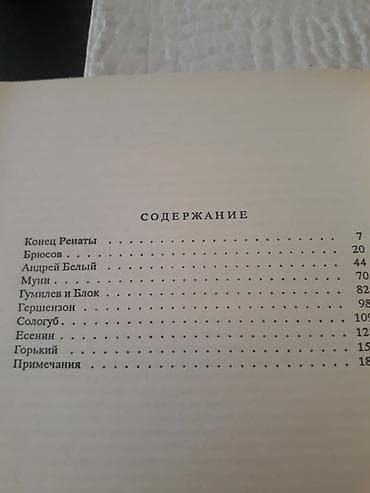 СОДЕРЖАНИЕ
Конец Ренаты . . . . . . . . . . . . . . . . . . . 7
Брюсов . . . . . . . . . . . . . . . . . . . . . . 20
Андрей Белый . . . . . . . . . . . . . . . . . . . 44
Муни . . . . . . . . . . . . . . . . . . . . . . . 70
Гумилев и Блок . . . . . . . . . . . . . . . . . . 82
Гершензон . . . . . . . . . . . . . . . . . . . . 98
Сологуб . . . . . . . . . . . . . . . . . . . . . 109
Есенин . . . . . . . . . . . . . . . . . . . . . . 12
Горький . . . . . . . . . . . . . . . . . . . . . 15
Примечания . . . . . . . . . . . . . . . . . . . . 18